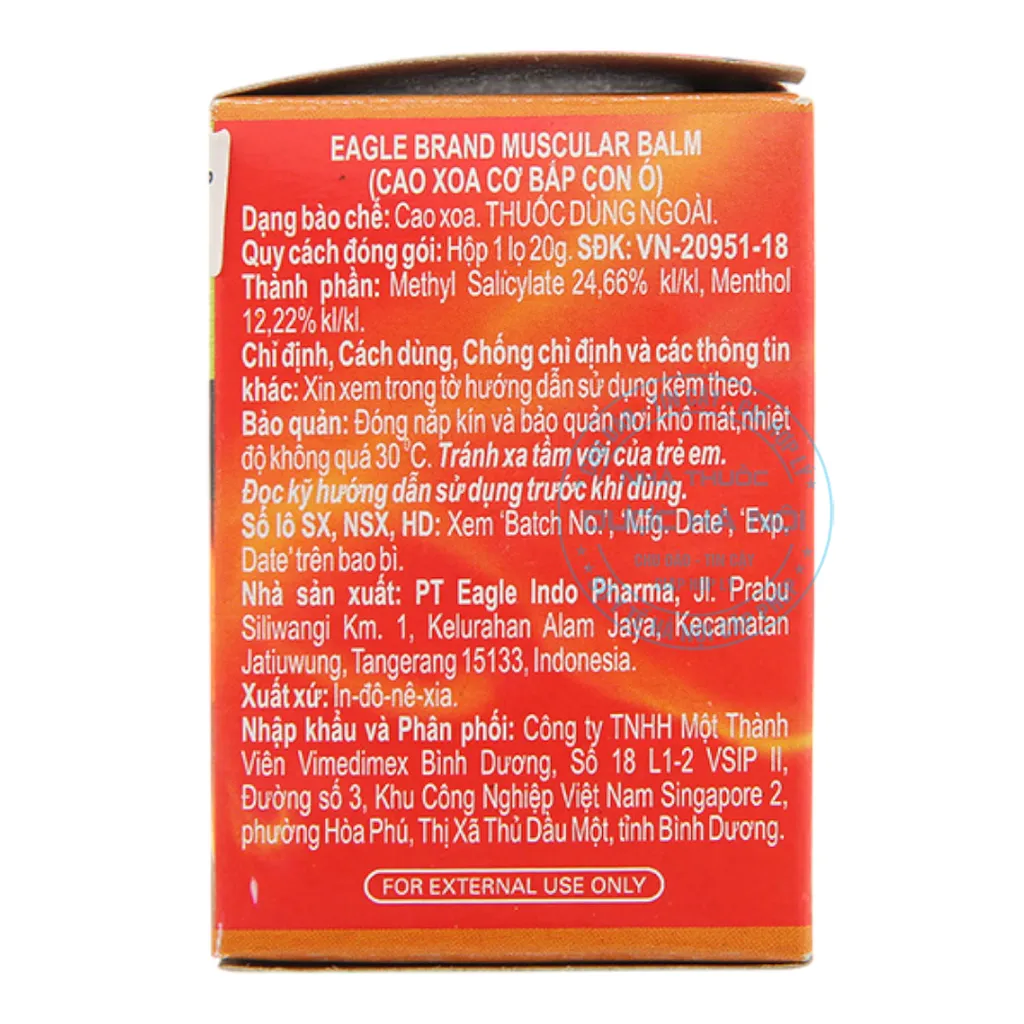 EAGLE BRAND MUSCULAR BALM
(CAO XOA CƠ BẮP CON Ó)
Dạng bào chế: Cao xoa. THUỐC DÙNG NGOÀI.
Quy cách đóng gói: Hộp 1 lọ 20g. SĐK: VN-20951-18
Thành phần: Methyl Salicylate 24,66% kl/kl, Menthol
12,22% kl/kl.
Chỉ định, Cách dùng, Chống chỉ định và các thông tin
khác: Xin xem trong tờ hướng dẫn sử dụng kèm theo.
Bảo quản: Đóng nắp kín và bảo quản nơi khô mát,nhiệt
độ không quá 30⁰C. Tránh xa tầm với của trẻ em.
Đọc kỹ hướng dẫn sử dụng trước khi dùng.
Số lô SX, NSX, HD: Xem ‘Batch No.’, ‘Mfg. Date’, ‘Exp.
Date' trên bao bì.
Nhà sản xuất: PT Eagle Indo Pharma, Jl. Prabu
Siliwangi Km. 1, Kelurahan Alam Jaya, Kecamatan
Jatiuwung, Tangerang 15133, Indonesia.
Xuất xứ: In-đô-nê-xia.
Nhập khẩu và Phân phối: Công ty TNHH Một Thành
Viên Vimedimex Bình Dương, Số 18 L1-2 VSIP II,
Đường số 3, Khu Công Nghiệp Việt Nam Singapore 2,
phường Hòa Phú, Thị Xã Thủ Dầu Một, tỉnh Bình Dương.
FOR EXTERNAL USE ONLY
NHÀ THUỐC